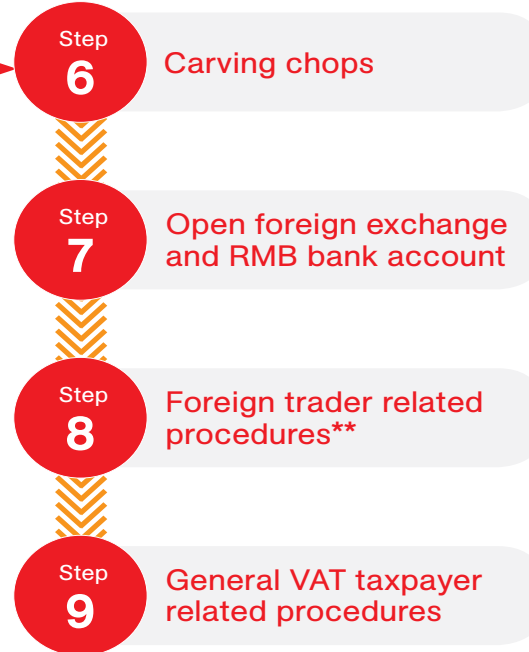 Step
6
Carving chops
Step
7
Open foreign exchange
and RMB bank account
Step
8
Foreign trader related
procedures**
Step
9
General VAT taxpayer
related procedures